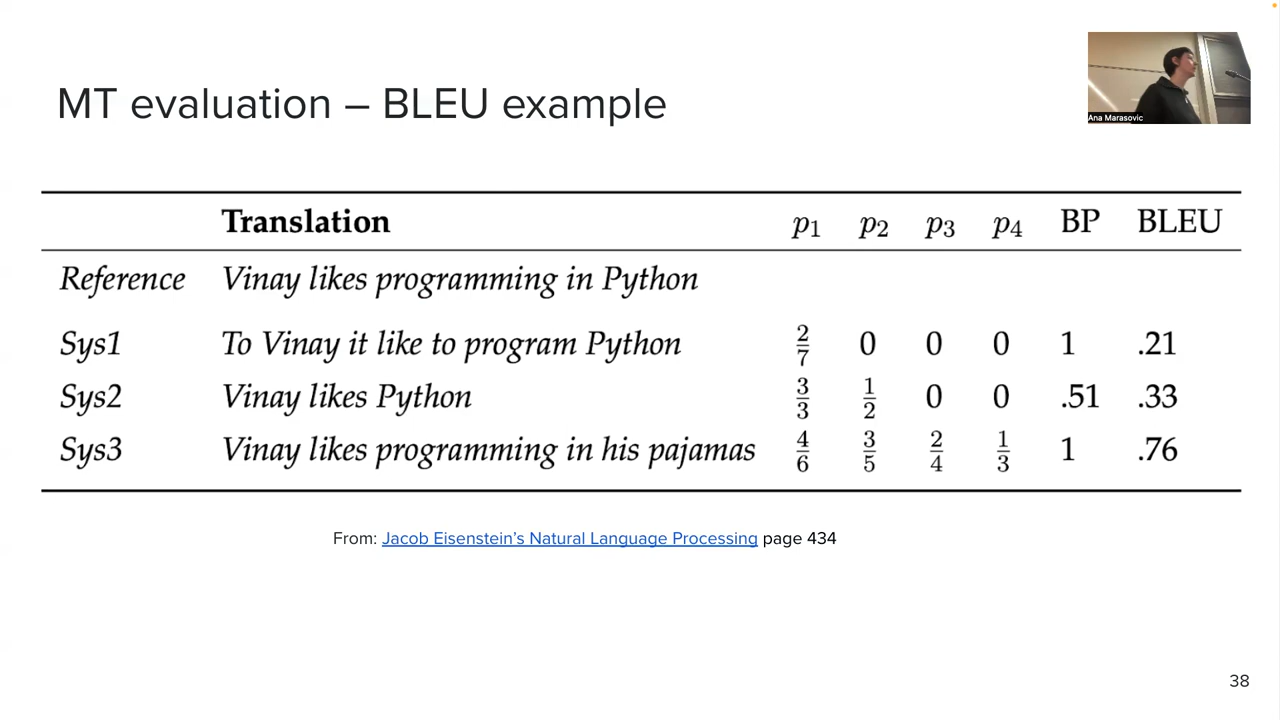 Ana Marasovic
MT evaluation – BLEU example
Translation p1 p2 p3 p4 BP BLEU
Reference Vinay likes programming in Python
Sys1 To Vinay it like to program Python 2/7 0 0 0 1 .21
Sys2 Vinay likes Python 3/3 1/2 0 0 .51 .33
Sys3 Vinay likes programming in his pajamas 4/6 3/5 2/4 1/3 1 .76
From: Jacob Eisenstein’s Natural Language Processing page 434
38